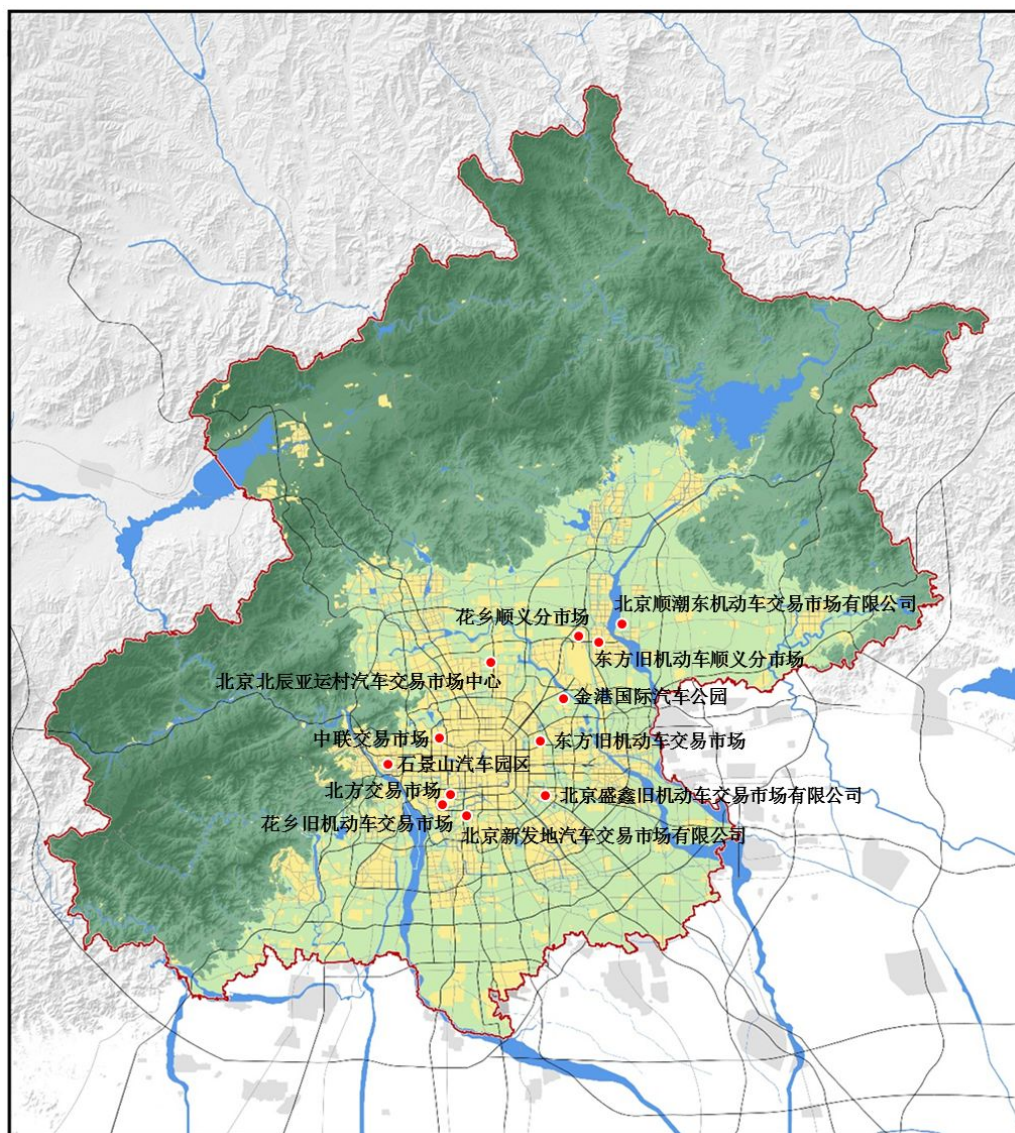 北京顺潮东机动车交易市场有限公司
花乡顺义分市场
东方旧机动车顺义分市场
北京北辰亚运村汽车交易市场中心
金港国际汽车公园
中联交易市场
东方旧机动车交易市场
石景山汽车园区
北方交易市场
北京盛鑫旧机动车交易市场有限公司
花乡旧机动车交易市场
北京新发地汽车交易市场有限公司